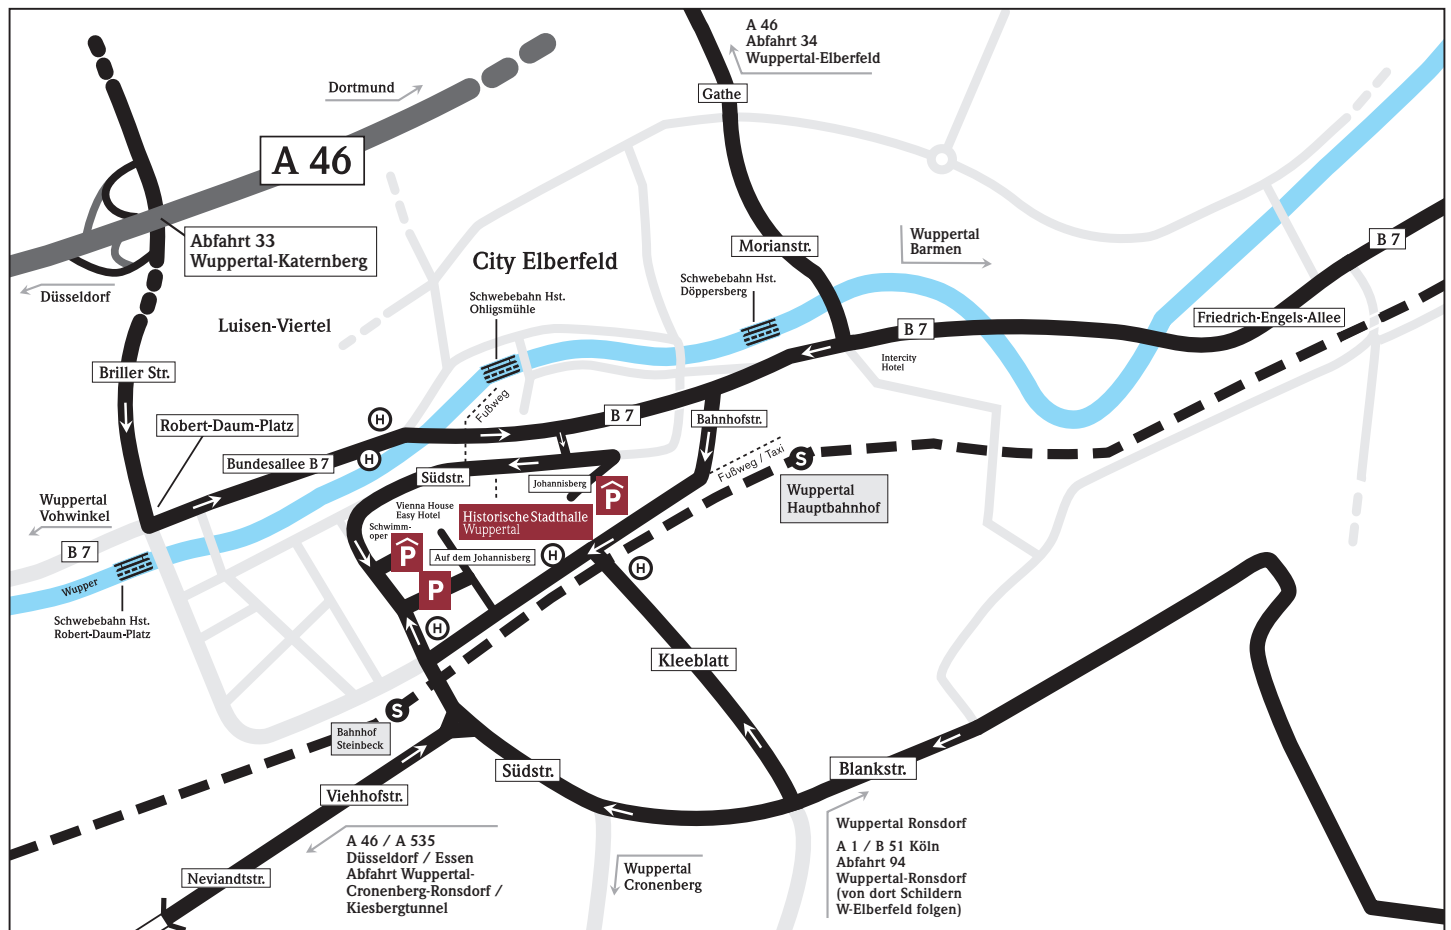 A 46
Abfahrt 34
Wuppertal-Elberfeld
Dortmund
Gathe
A 46
Abfahrt 33
Wuppertal-Katernberg
Düsseldorf
Morianstr.
Wuppertal
Barmen
B 7
City Elberfeld
Schwebebahn Hst.
Ohligsmühle
Schwebebahn Hst.
Döppersberg
Luisen-Viertel
Friedrich-Engels-Allee
B 7
Intercity
Hotel
Briller Str.
Robert-Daum-Platz
H
Fußweg
B 7
Bahnhofstr.
Bundesallee B 7
H
Südstr.
Johannisberg
Fußweg / Taxi
S
Wuppertal
Hauptbahnhof
Wuppertal
Vohwinkel
B 7
Vienna House
Easy Hotel
Historische Stadthalle
Wuppertal
P
Schwimm-
oper
P
Auf dem Johannisberg
H
H
P
Wupper
Schwebebahn Hst.
Robert-Daum-Platz
H
Kleeblatt
S
Bahnhof
Steinbeck
Südstr.
Blankstr.
Viehhofstr.
A 46 / A 535
Düsseldorf / Essen
Abfahrt Wuppertal-
Cronenberg-Ronsdorf /
Kiesbergtunnel
Wuppertal
Cronenberg
Wuppertal Ronsdorf
A 1 / B 51 Köln
Abfahrt 94
Wuppertal-Ronsdorf
(von dort Schildern
W-Elberfeld folgen)
Neviandtstr.